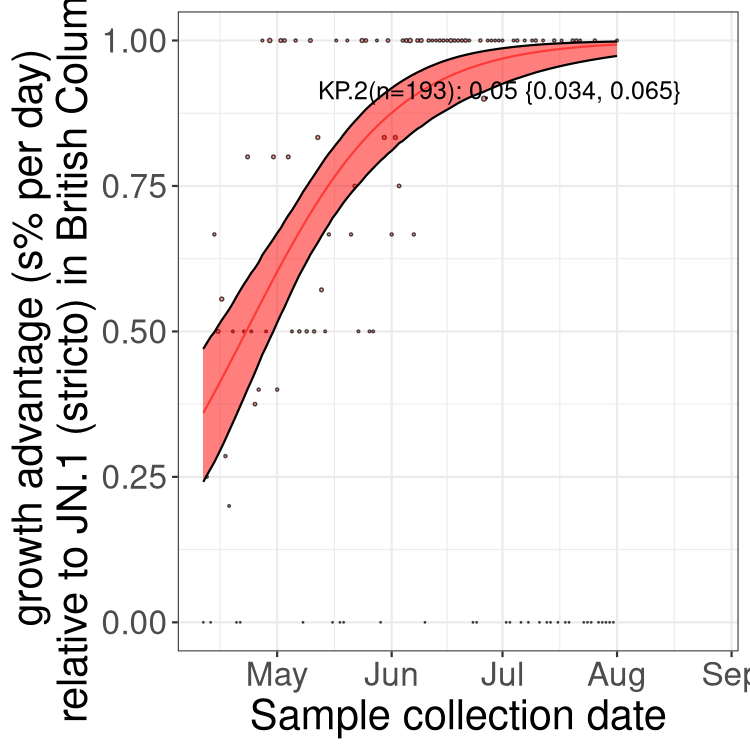 growth advantage (s% per day)
relative to JN.1 (stricto) in British Colum
1.00
0.75
0.50
0.25
0.00
KP.2(n=193): 0.05 {0.034, 0.065}
May Jun Jul Aug Sep
Sample collection date